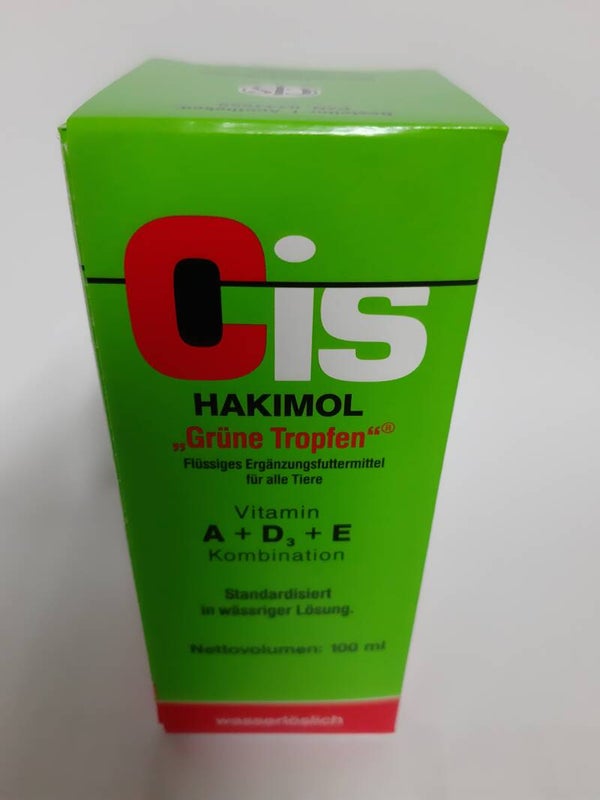 Cis
HAKIMOL
„Grüne Tropfen“®
Flüssiges Ergänzungsfuttermittel
für alle Tiere
Vitamin
A + D₃ + E
Kombination
Standardisiert
in wässriger Lösung.
Nettovolumen: 100 ml
wasserlöslich